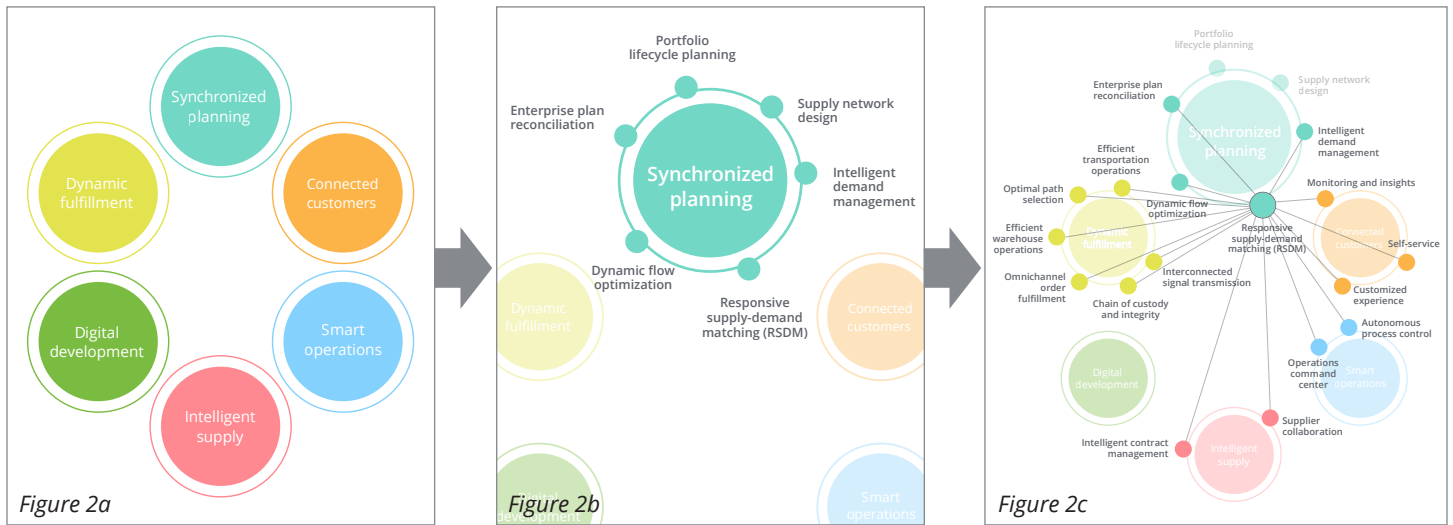 Synchronized
planning
Dynamic
fulfillment
Connected
customers
Digital
development
Smart
operations
Intelligent
supply
Figure 2a
Portfolio
lifecycle planning
Enterprise plan
reconciliation
Supply network
design
Synchronized
planning
Intelligent
demand
management
Dynamic flow
optimization
Responsive
supply-demand
matching (RSDM)
Dynamic
fulfillment
Connected
customers
Digital
development
Smart
operations
Figure 2b
Portfolio
lifecycle planning
Enterprise plan
reconciliation
Supply network
design
Synchronized
planning
Intelligent
demand
management
Efficient
transportation
operations
Optimal path
selection
Monitoring and insights
Dynamic flow
optimization
Efficient
warehouse
operations
Dynamic
fulfillment
Responsive
supply-demand
matching (RSDM)
Connected
customers
Self-service
Omnichannel
order
fulfillment
Interconnected
signal transmission
Chain of custody
and integrity
Customized
experience
Autonomous
process control
Operations
command
center
Digital
development
Smart
operations
Supplier
collaboration
Intelligent contract
management
Intelligent
supply
Figure 2c